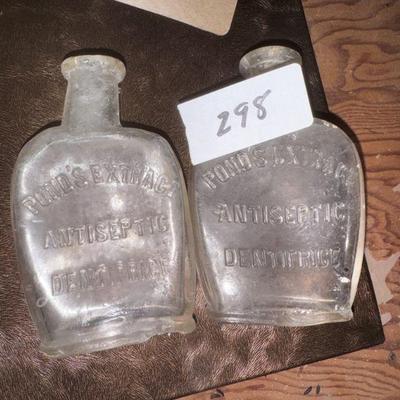 POND'S EXTRACT
ANTISEPTIC
DENTIFRICE
298
POND'S EXTRACT
ANTISEPTIC
DENTIFRICE